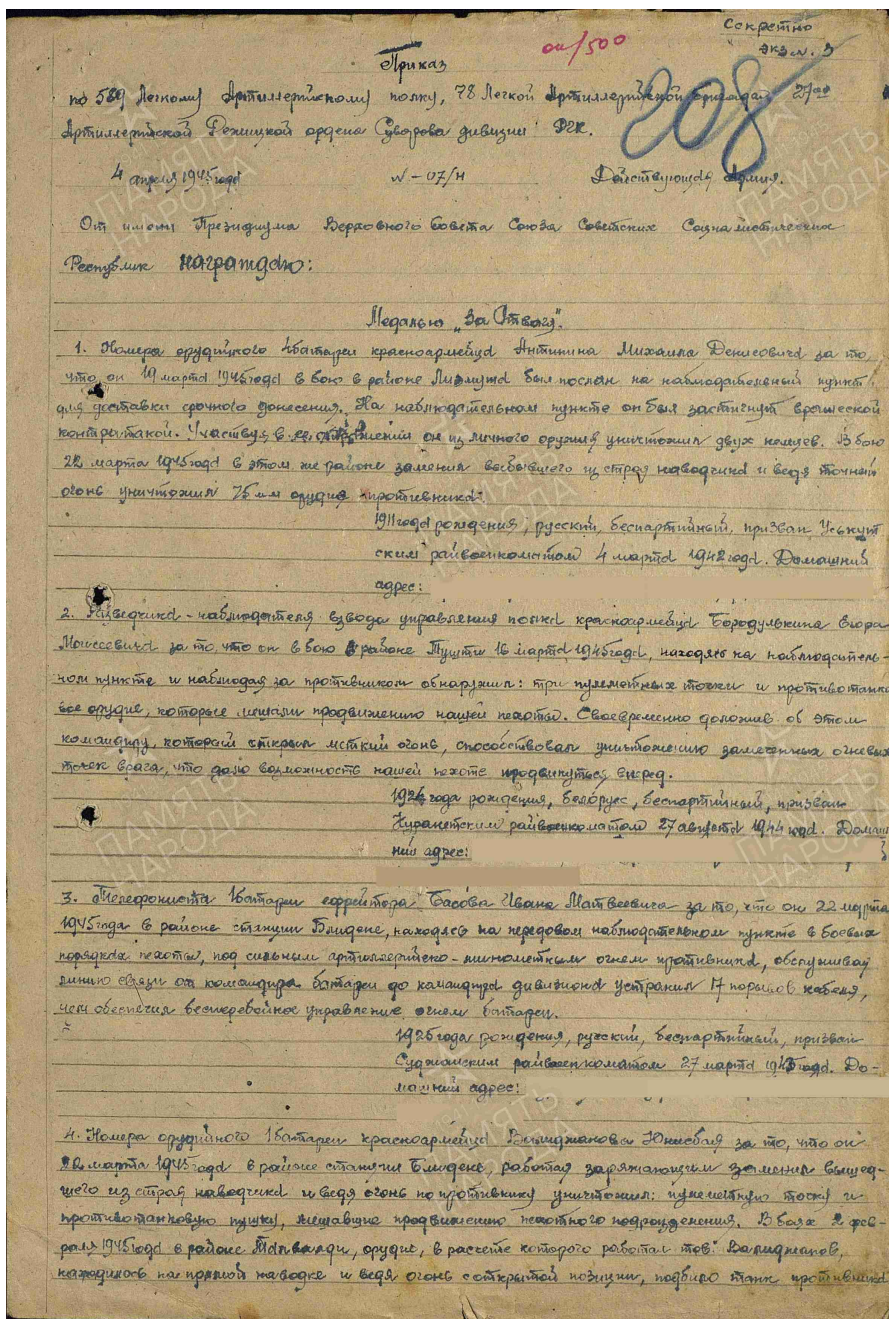 Секретно
экз. №. 3
оп/500
208
Приказ
по 589 Легкому Артиллерийскому полку, 78 Легкой Артиллерийской бригады 27ой
Артиллерийской Режицкой ордена Суворова дивизии РГК.
4 апреля 1945 года № - 07/Н Действующая Армия.
От имени Президиума Верховного Совета Союза Советских Социалистических
Республик награждаю:
Медалью „За Отвагу".
1. Номера орудийного 4 батареи красноармейца Антипина Михаила Денисовича за то,
что он 19 марта 1945 года в бою в районе был послан на наблюдательный пункт
для доставки срочного донесения. На наблюдательном пункте он был застигнут вражеской
контратакой. Участвуя в ее отражении он из личного оружия уничтожил двух немцев. В бою
22 марта 1945 года в этом же районе заменил выбывшего из строя наводчика и ведя точный
огонь уничтожил 75 мм орудие противника.
1911 года рождения, русский, беспартийный, призван
ским райвоенкоматом 4 марта 1942 года. Домашний
адрес:
2. Разведчика-наблюдателя взвода управления полка красноармейца Бородулькина Егора
Моисеевича за то, что он в бою в районе 16 марта 1945 года, находясь на наблюдатель-
ном пункте и наблюдая за противником обнаружил: три пулеметных точки и противотанко
вое орудие, которые мешали продвижению нашей пехоты. Своевременно доложив об этом
командиру, который открыл меткий огонь, способствовал уничтожению замеченных огневых
точек врага, что дало возможность нашей пехоте продвинуться вперед.
года рождения, белорус, беспартийный, призван
райвоенкоматом 27 августа 1944 год. Домаш
ний адрес:
3. Телефониста 1 батареи ефрейтора Басова Ивана Матвеевича за то, что он 22 марта
1945 года в районе станции Блидене, находясь на передовом наблюдательном пункте в боевых
порядках пехоты, под сильным артиллерийско-минометным огнем противника, обслуживая
линию связи от командира батареи до командира дивизиона устранил 17 порывов кабеля,
чем обеспечил бесперебойное управление огнем батареи.
1925 года рождения, русский, беспартийный, призван
Суджанским райвоенкоматом 27 марта года. До-
машний адрес:
4. Номера орудийного 1 батареи красноармейца Валиджанова Юнисбая за то, что он
22 марта 1945 года в районе станции Блидене, работая заряжающим заменил вышед-
шего из строя наводчика и ведя огонь по противнику уничтожил: пулеметную точку и
противотанковую пушку, мешавшие продвижению пехотного подразделения. В боях 2 фев-
раля 1945 года в районе орудие, в расчете которого работал тов. Валиджанов,
находилось на прямой наводке и ведя огонь с открытой позиции, подбило танк противника
ПАМЯТЬ
НАРОДА